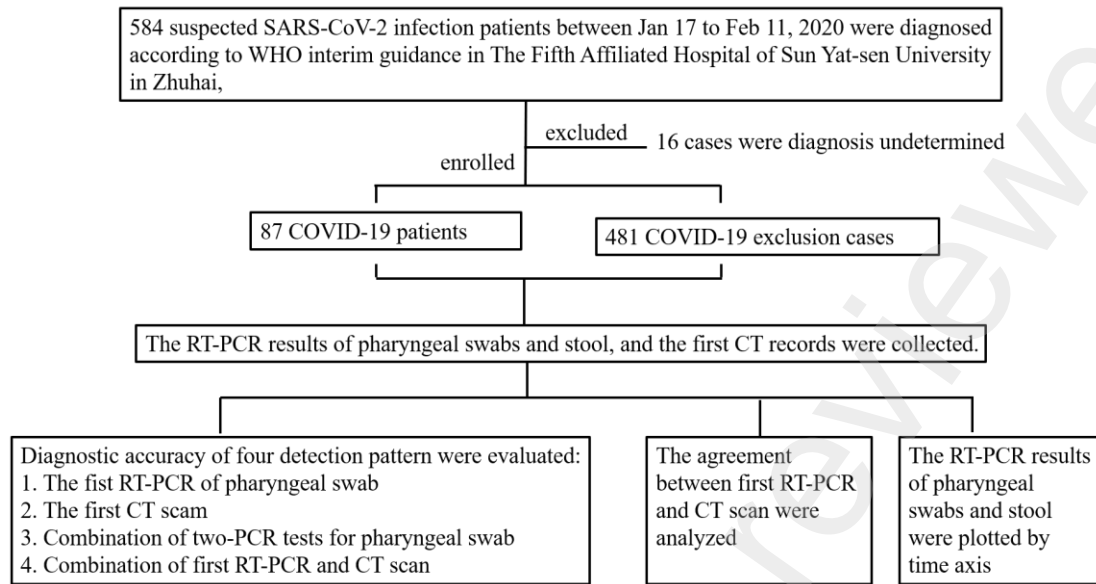 584 suspected SARS-CoV-2 infection patients between Jan 17 to Feb 11, 2020 were diagnosed
according to WHO interim guidance in The Fifth Affiliated Hospital of Sun Yat-sen University
in Zhuhai,
excluded
16 cases were diagnosis undetermined
enrolled
87 COVID-19 patients
481 COVID-19 exclusion cases
The RT-PCR results of pharyngeal swabs and stool, and the first CT records were collected.
Diagnostic accuracy of four detection pattern were evaluated:
1. The fist RT-PCR of pharyngeal swab
2. The first CT scam
3. Combination of two-PCR tests for pharyngeal swab
4. Combination of first RT-PCR and CT scan
The agreement
between first RT-PCR
and CT scan were
analyzed
The RT-PCR results
of pharyngeal
swabs and stool
were plotted by
time axis
reviewe